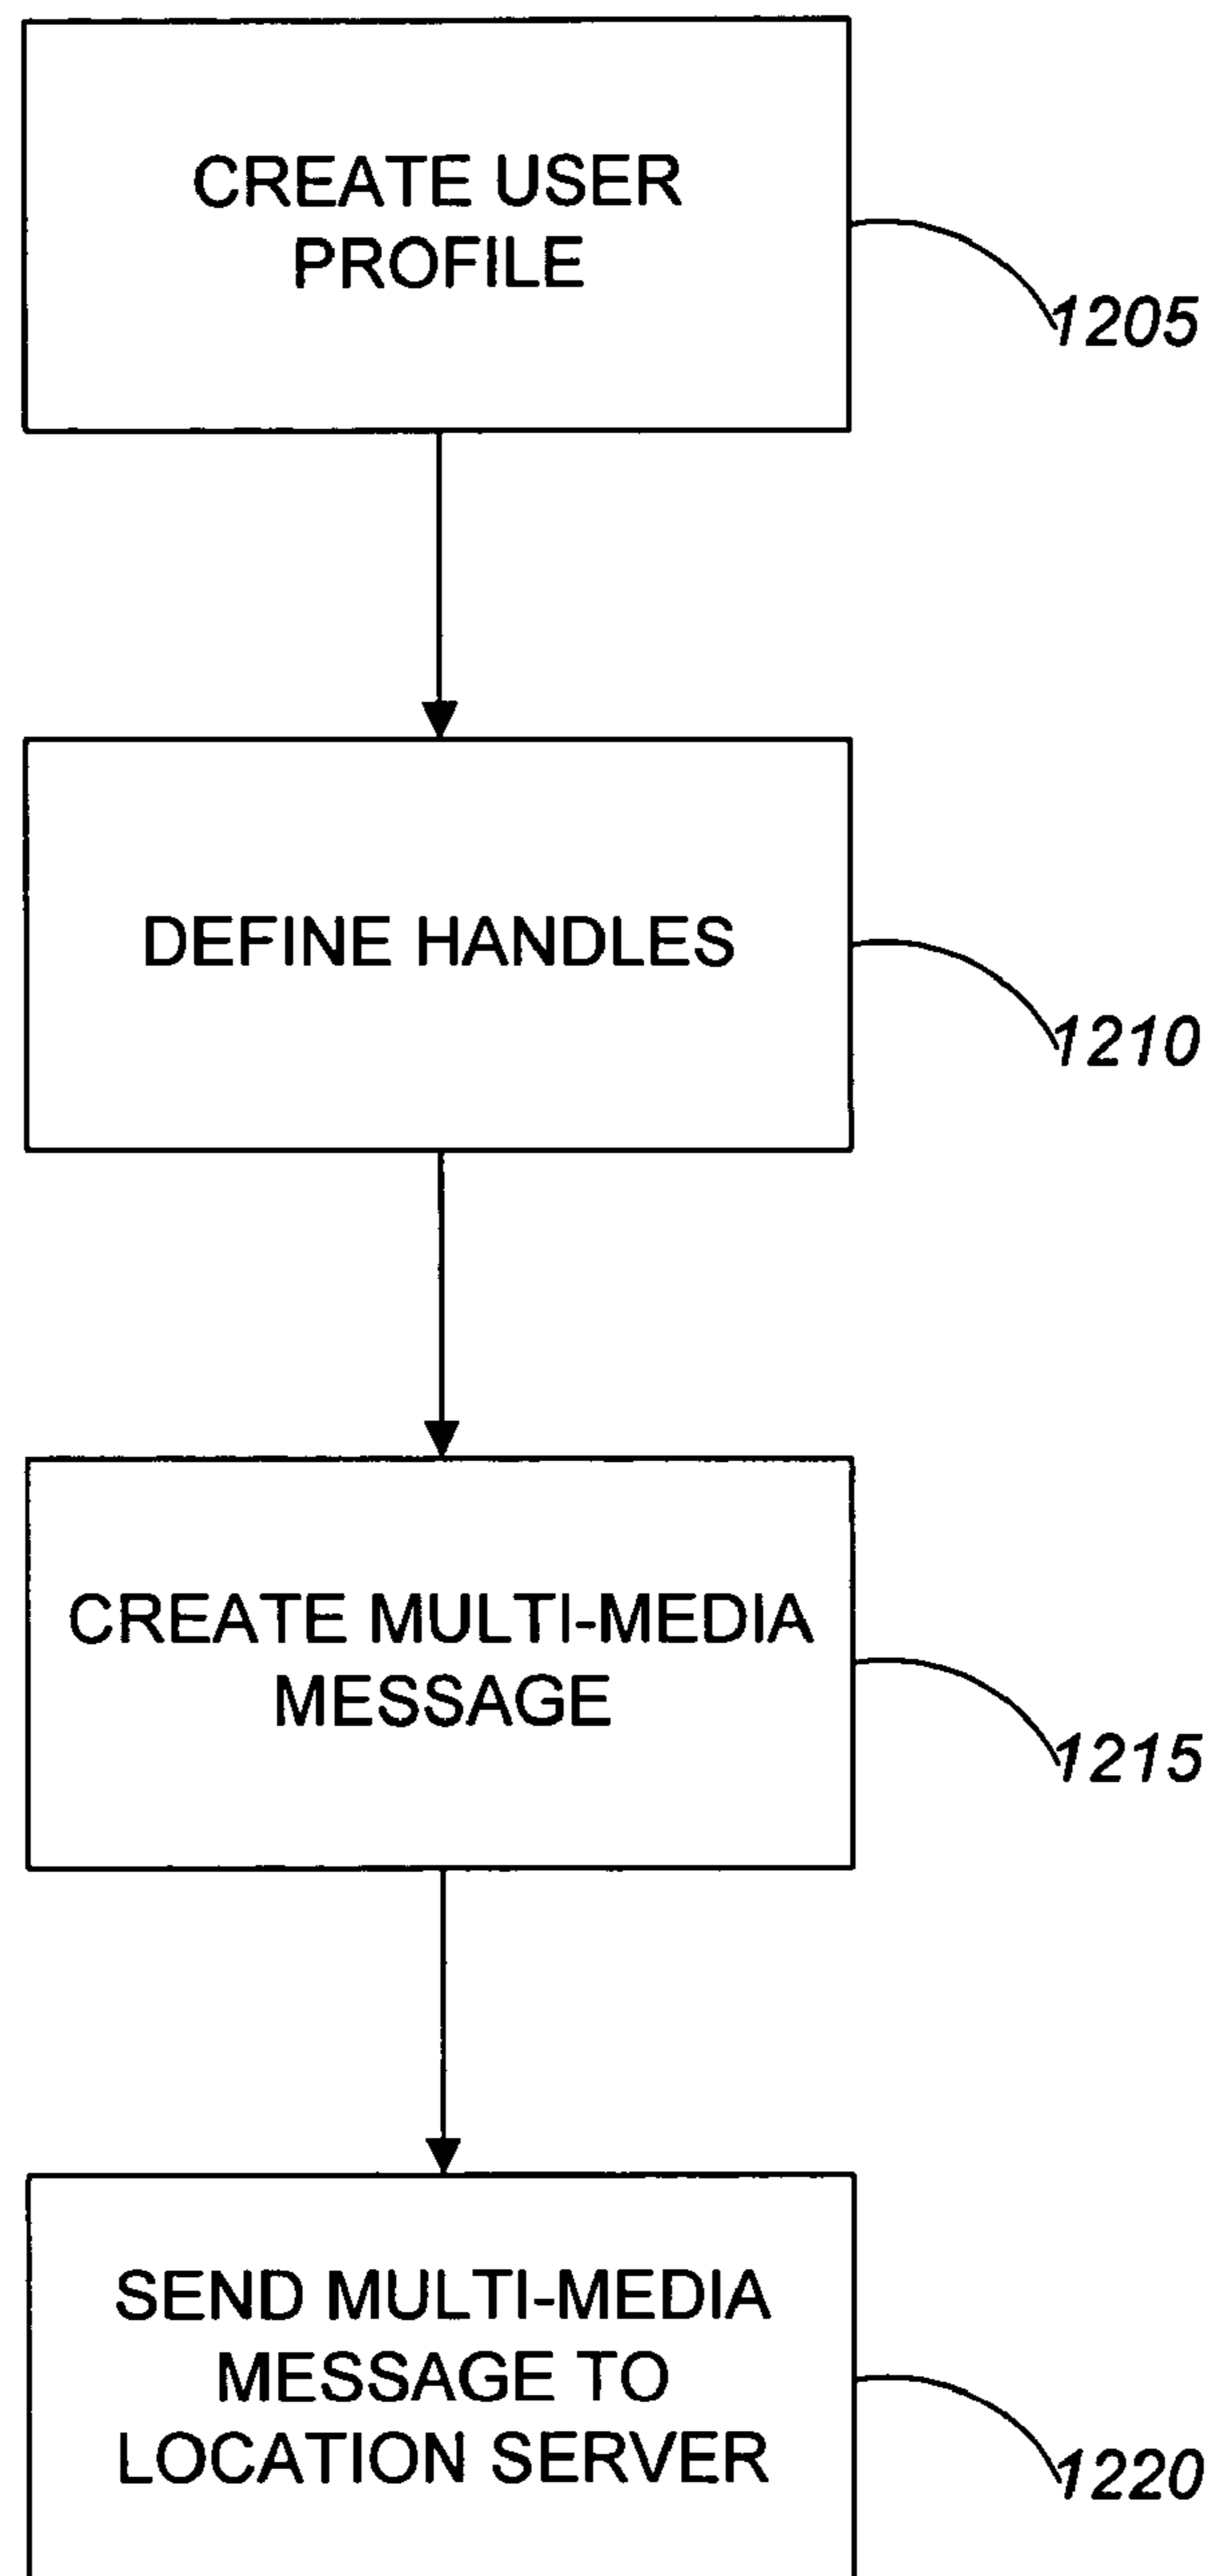 CREATE USER
PROFILE
1205
DEFINE HANDLES
1210
CREATE MULTI-MEDIA
MESSAGE
1215
SEND MULTI-MEDIA
MESSAGE TO
LOCATION SERVER
1220